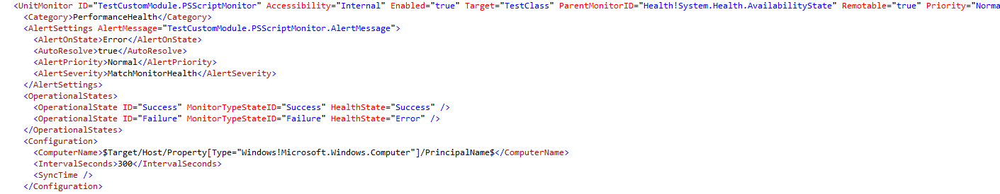 <UnitMonitor ID="TestCustomModule.PSScriptMonitor" Accessibility="Internal" Enabled="true" Target="TestClass" ParentMonitorID="Health!System.Health.AvailabilityState" Remotable="true" Priority="Norma
<Category>PerformanceHealth</Category>
<AlertSettings AlertMessage="TestCustomModule.PSScriptMonitor.AlertMessage">
<AlertOnState>Error</AlertOnState>
<AutoResolve>true</AutoResolve>
<AlertPriority>Normal</AlertPriority>
<AlertSeverity>MatchMonitorHealth</AlertSeverity>
</AlertSettings>
<OperationalStates>
<OperationalState ID="Success" MonitorTypeStateID="Success" HealthState="Success" />
<OperationalState ID="Failure" MonitorTypeStateID="Failure" HealthState="Error" />
</OperationalStates>
<Configuration>
<ComputerName>$Target/Host/Property[Type="Windows!Microsoft.Windows.Computer"]/PrincipalName$</ComputerName>
<IntervalSeconds>300</IntervalSeconds>
<SyncTime />
</Configuration>